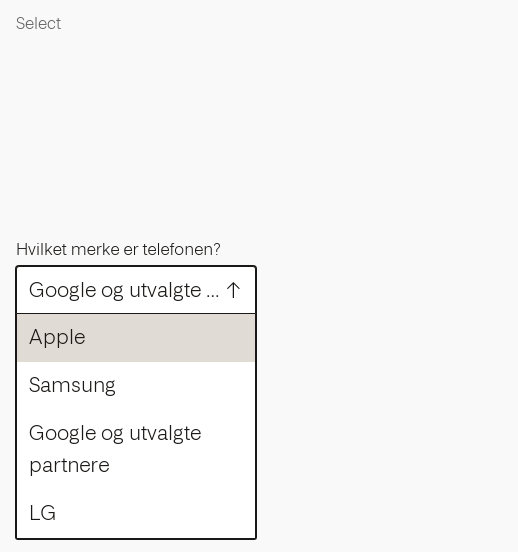 Select
Hvilket merke er telefonen?
Google og utvalgte ...
Apple
Samsung
Google og utvalgte
partnere
LG